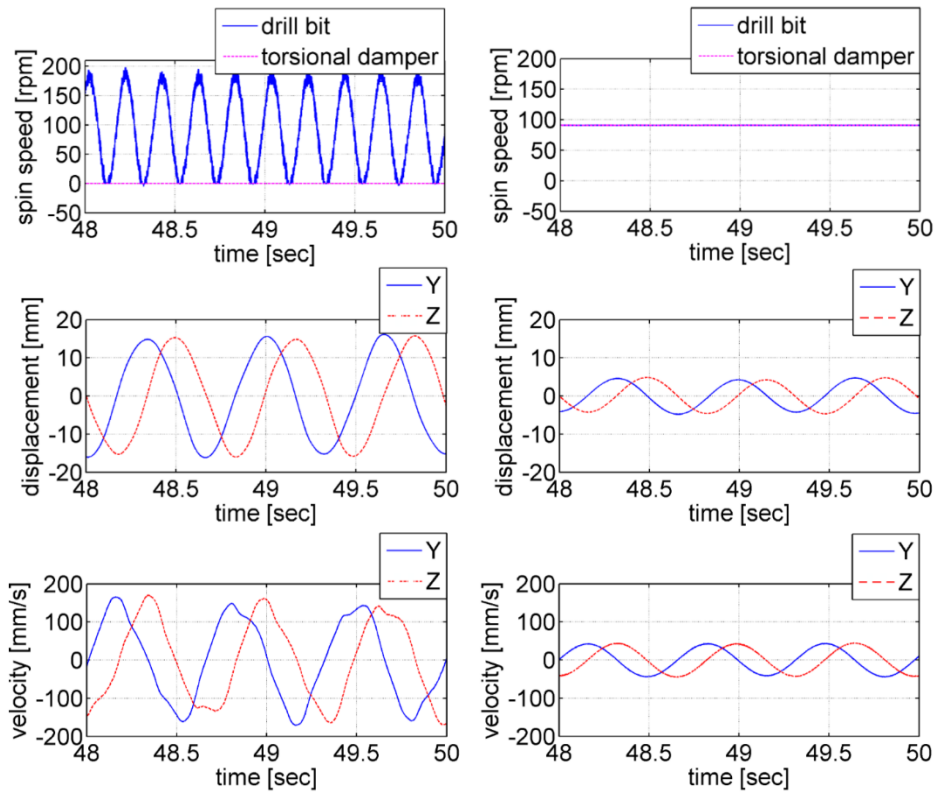 drill bit
torsional damper
spin speed [rpm]
200
150
100
50
0
-50
48 48.5 49 49.5 50
time [sec]
drill bit
torsional damper
spin speed [rpm]
200
150
100
50
0
-50
48 48.5 49 49.5 50
time [sec]
Y
Z
displacement [mm]
20
10
0
-10
-20
48 48.5 49 49.5 50
time [sec]
Y
Z
displacement [mm]
20
10
0
-10
-20
48 48.5 49 49.5 50
time [sec]
Y
Z
velocity [mm/s]
200
100
0
-100
-200
48 48.5 49 49.5 50
time [sec]
Y
Z
velocity [mm/s]
200
100
0
-100
-200
48 48.5 49 49.5 50
time [sec]